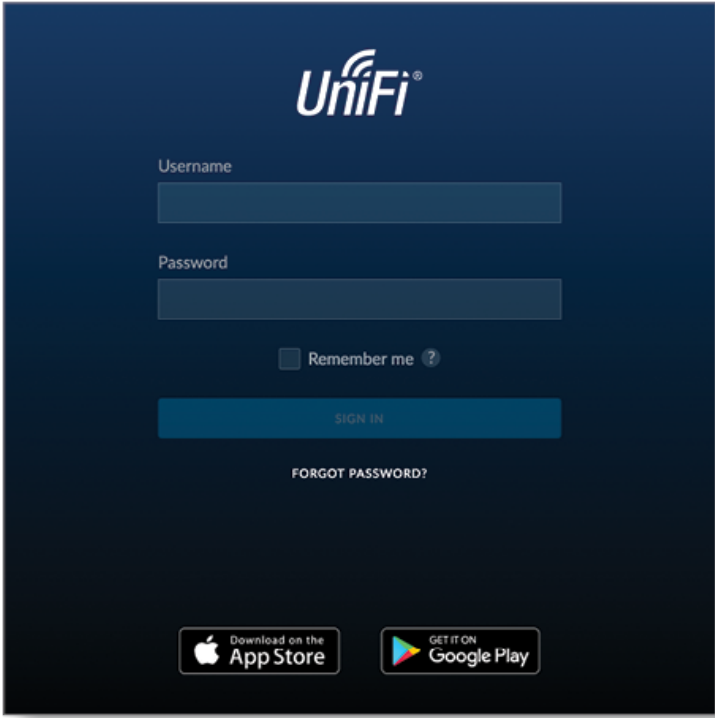 UniFi®
Username
Password
Remember me ?
SIGN IN
FORGOT PASSWORD?
Download on the
App Store
GET IT ON
Google Play